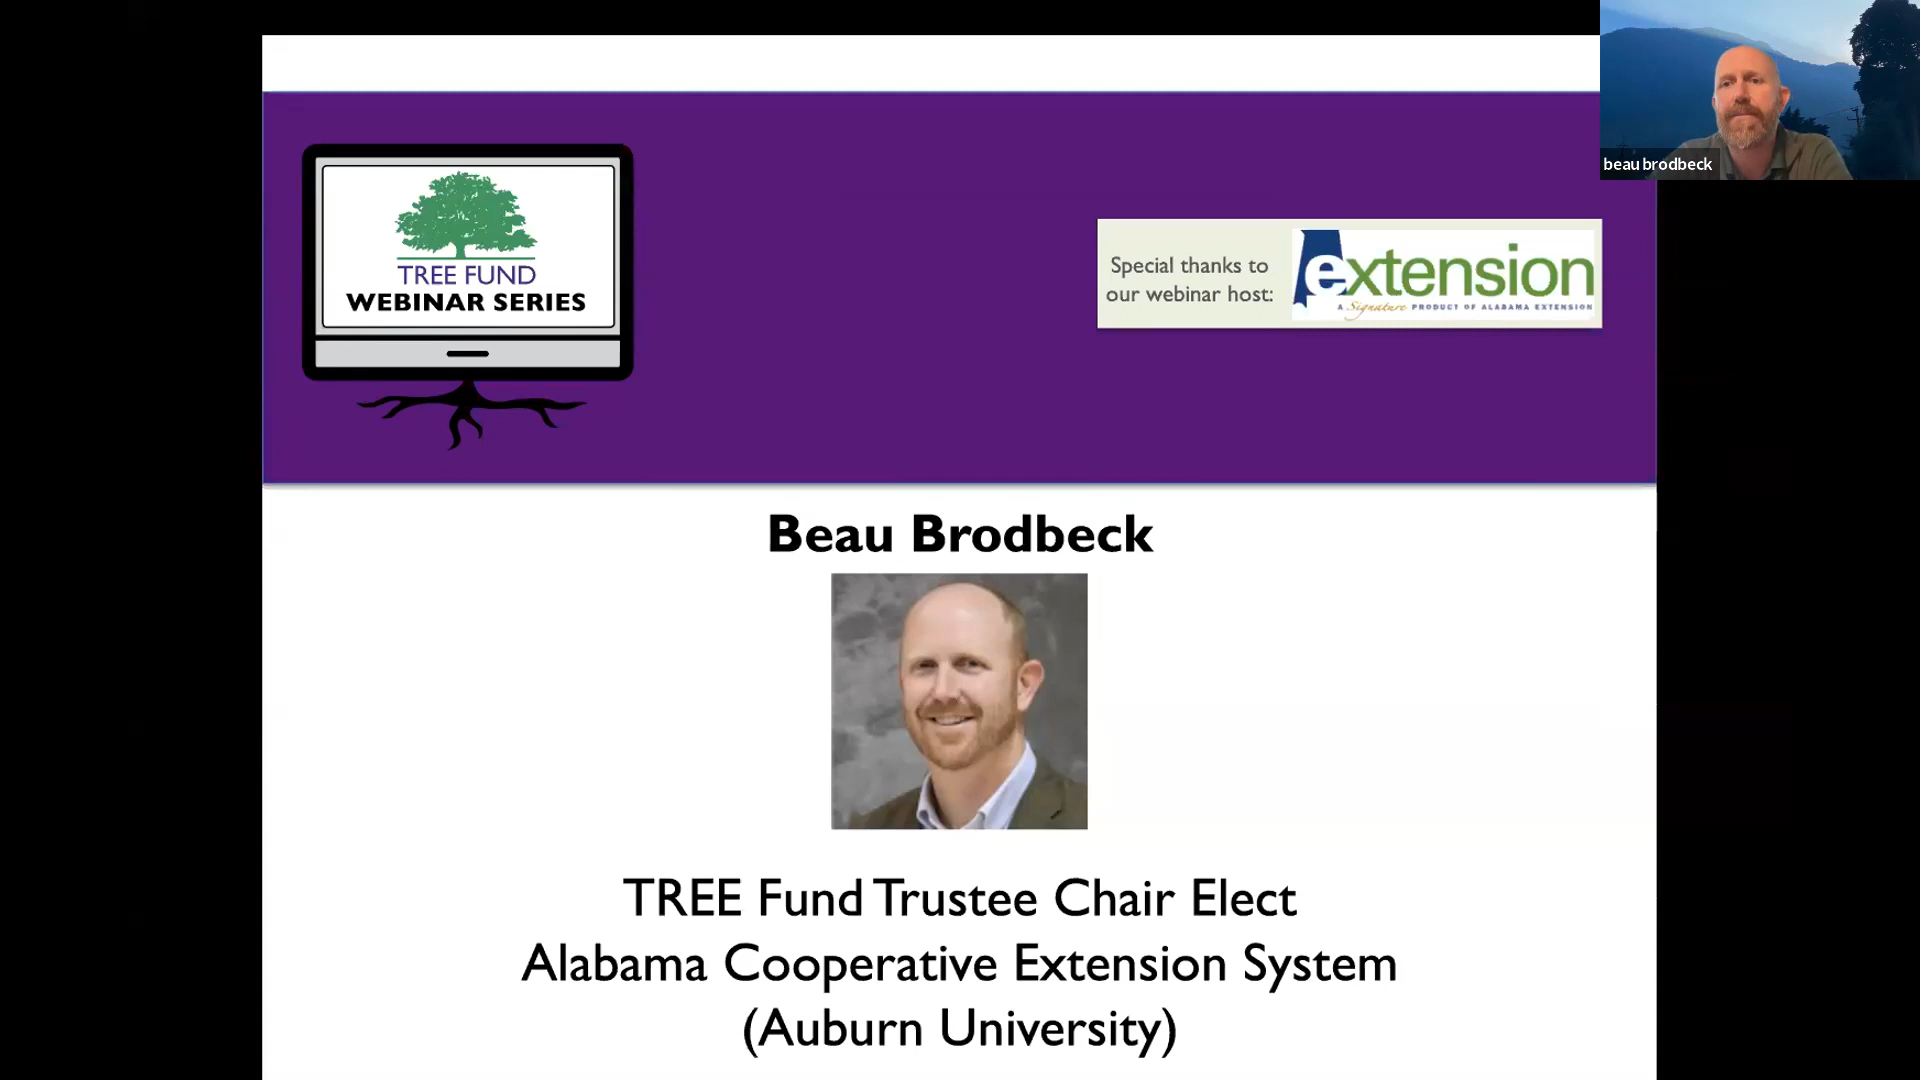 beau brodbeck
TREE FUND
WEBINAR SERIES
Special thanks to
our webinar host:
extension
A Signature PRODUCT OF ALABAMA EXTENSION
Beau Brodbeck
TREE Fund Trustee Chair Elect
Alabama Cooperative Extension System
(Auburn University)